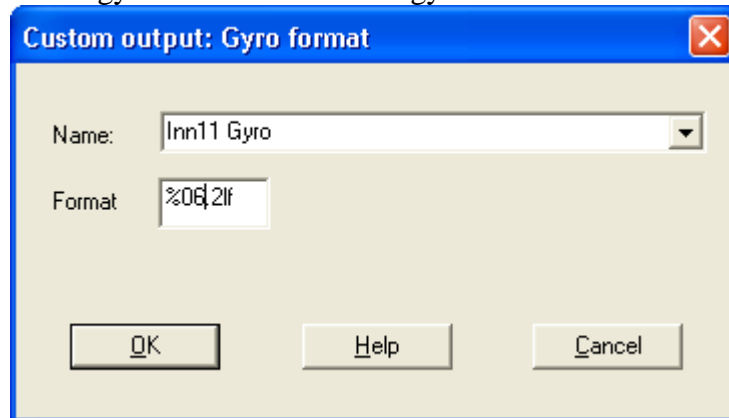 Custom output: Gyro format
Name:
Inn11 Gyro
Format
%06.2lf
OK
Help
Cancel